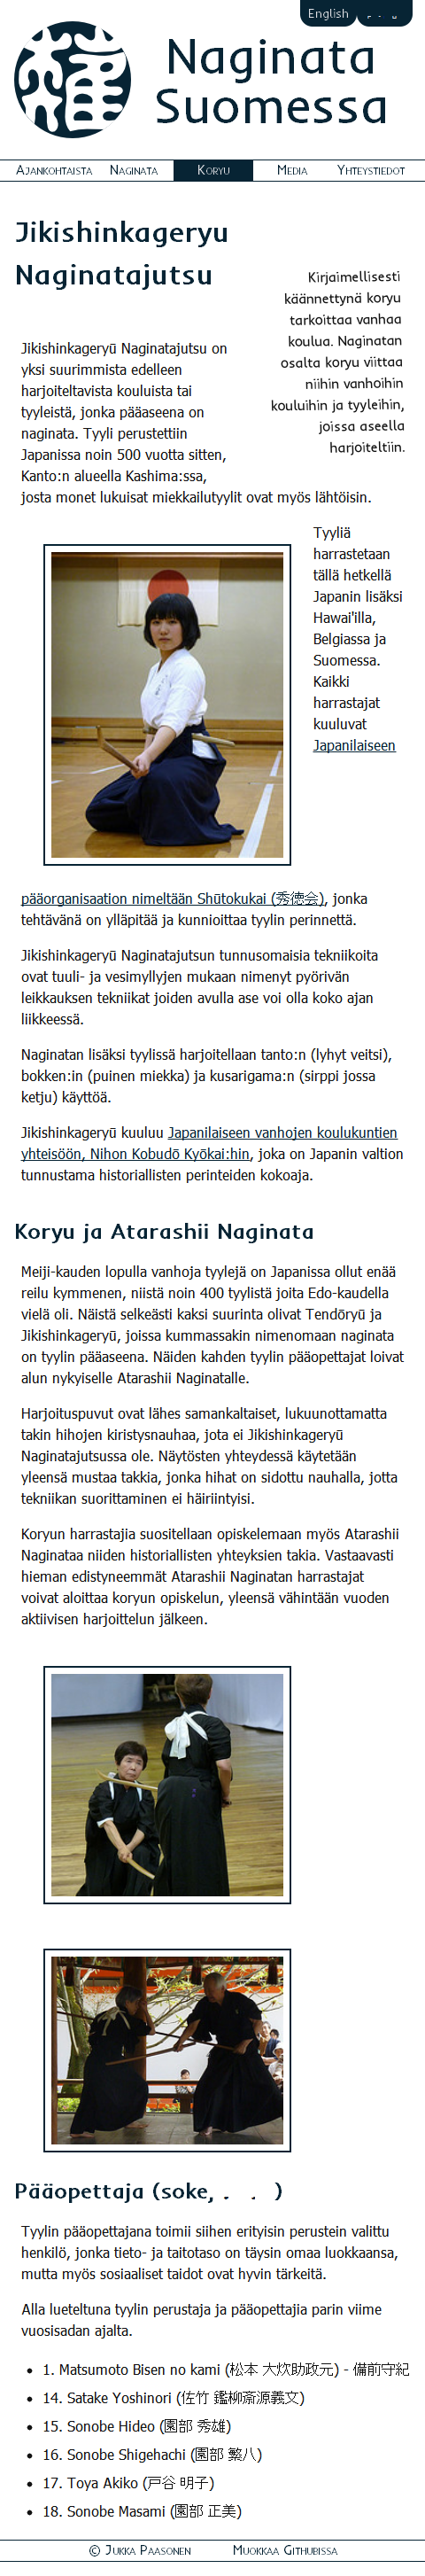 English
Naginata
Suomessa
Ajankohtaista Naginata Koryu Media Yhteystiedot
Jikishinkageryu
Naginatajutsu
Kirjaimellisesti
käännettynä koryu
tarkoittaa vanhaa
koulua. Naginatan
osalta koryu viittaa
niihin vanhoihin
kouluihin ja tyyleihin,
joissa aseella
harjoiteltiin.
Jikishinkageryū Naginatajutsu on
yksi suurimmista edelleen
harjoiteltavista kouluista tai
tyyleistä, jonka pääaseena on
naginata. Tyyli perustettiin
Japanissa noin 500 vuotta sitten,
Kanto:n alueella Kashima:ssa,
josta monet lukuisat miekkailutyylit ovat myös lähtöisin.
Tyyliä
harrastetaan
tällä hetkellä
Japanin lisäksi
Hawai'illa,
Belgiassa ja
Suomessa.
Kaikki
harrastajat
kuuluvat
Japanilaiseen
pääorganisaation nimeltään Shūtokukai (秀徳会), jonka
tehtävänä on ylläpitää ja kunnioittaa tyylin perinnettä.
Jikishinkageryū Naginatajutsun tunnusomaisia tekniikoita
ovat tuuli- ja vesimyllyjen mukaan nimenyt pyörivän
leikkauksen tekniikat joiden avulla ase voi olla koko ajan
liikkeessä.
Naginatan lisäksi tyylissä harjoitellaan tanto:n (lyhyt veitsi),
bokken:in (puinen miekka) ja kusarigama:n (sirppi jossa
ketju) käyttöä.
Jikishinkageryū kuuluu Japanilaiseen vanhojen koulukuntien
yhteisöön, Nihon Kobudō Kyōkai:hin, joka on Japanin valtion
tunnustama historiallisten perinteiden kokoaja.
Koryu ja Atarashii Naginata
Meiji-kauden lopulla vanhoja tyylejä on Japanissa ollut enää
reilu kymmenen, niistä noin 400 tyylistä joita Edo-kaudella
vielä oli. Näistä selkeästi kaksi suurinta olivat Tendōryū ja
Jikishinkageryū, joissa kummassakin nimenomaan naginata
on tyylin pääaseena. Näiden kahden tyylin pääopettajat loivat
alun nykyiselle Atarashii Naginatalle.
Harjoituspuvut ovat lähes samankaltaiset, lukuunottamatta
takin hihojen kiristysnauhaa, jota ei Jikishinkageryū
Naginatajutsussa ole. Näytösten yhteydessä käytetään
yleensä mustaa takkia, jonka hihat on sidottu nauhalla, jotta
tekniikan suorittaminen ei häiriintyisi.
Koryun harrastajia suositellaan opiskelemaan myös Atarashii
Naginataa niiden historiallisten yhteyksien takia. Vastaavasti
hieman edistyneemmät Atarashii Naginatan harrastajat
voivat aloittaa koryun opiskelun, yleensä vähintään vuoden
aktiivisen harjoittelun jälkeen.
Pääopettaja (soke, )
Tyylin pääopettajana toimii siihen erityisin perustein valittu
henkilö, jonka tieto- ja taitotaso on täysin omaa luokkaansa,
mutta myös sosiaaliset taidot ovat hyvin tärkeitä.
Alla lueteltuna tyylin perustaja ja pääopettajia parin viime
vuosisadan ajalta.
• 1. Matsumoto Bisen no kami (松本 大炊助政元) - 備前守紀
• 14. Satake Yoshinori (佐竹 鑑柳斎源義文)
• 15. Sonobe Hideo (園部 秀雄)
• 16. Sonobe Shigehachi (園部 繁八)
• 17. Toya Akiko (戸谷 明子)
• 18. Sonobe Masami (園部 正美)
© Jukka Paasonen Muokkaa Githubissa